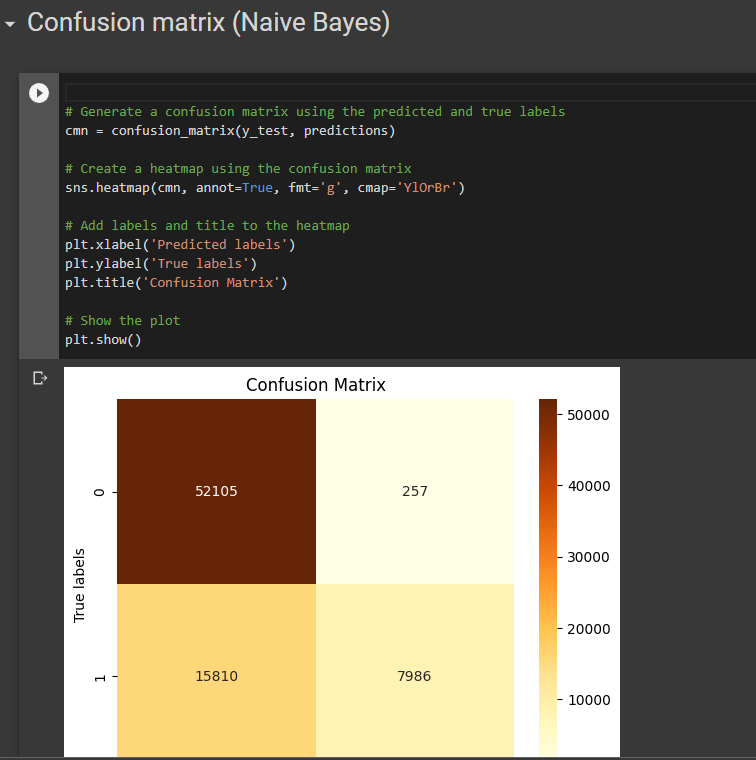 Confusion matrix (Naive Bayes)
# Generate a confusion matrix using the predicted and true labels
cmn = confusion_matrix(y_test, predictions)
# Create a heatmap using the confusion matrix
sns.heatmap(cmn, annot=True, fmt='g', cmap='YlOrBr')
# Add labels and title to the heatmap
plt.xlabel('Predicted labels')
plt.ylabel('True labels')
plt.title('Confusion Matrix')
# Show the plot
plt.show()
Confusion Matrix
50000
0
52105
257
40000
30000
True labels
20000
1
15810
7986
10000